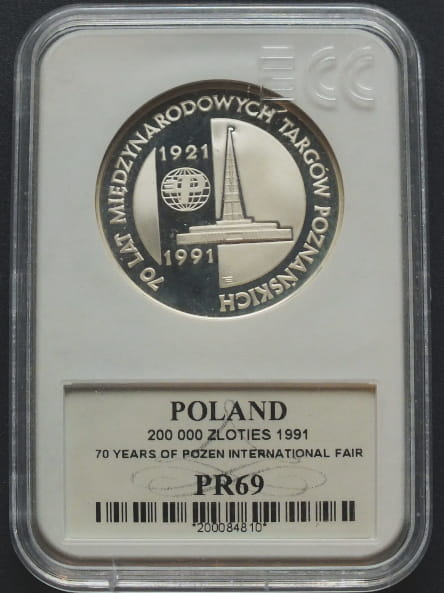 ECC
70 LAT MIĘDZYNARODOWYCH TARGÓW POZNAŃSKICH
1921
1991
POLAND
200 000 ZLOTIES 1991
70 YEARS OF POZEN INTERNATIONAL FAIR
PR69
*200084810*